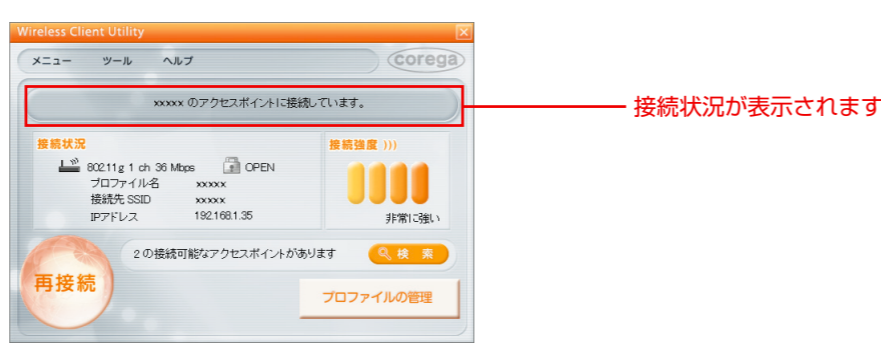 Wireless Client Utility
メニュー ツール ヘルプ corega
xxxxx のアクセスポイントに接続しています。
接続状況が表示されます
接続状況
802.11g 1 ch 36 Mbps OPEN
プロファイル名 xxxxx
接続先 SSID xxxxx
IPアドレス 192.168.1.35
接続強度 )))
非常に強い
2 の接続可能なアクセスポイントがあります 検 索
再接続
プロファイルの管理